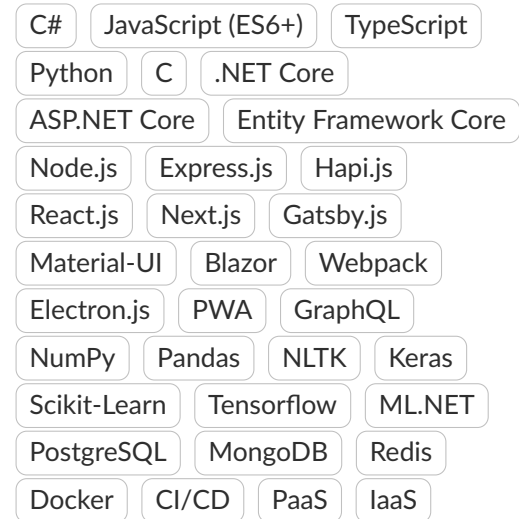 C# JavaScript (ES6+) TypeScript
Python C .NET Core
ASP.NET Core Entity Framework Core
Node.js Express.js Hapi.js
React.js Next.js Gatsby.js
Material-UI Blazor Webpack
Electron.js PWA GraphQL
NumPy Pandas NLTK Keras
Scikit-Learn Tensorflow ML.NET
PostgreSQL MongoDB Redis
Docker CI/CD PaaS IaaS